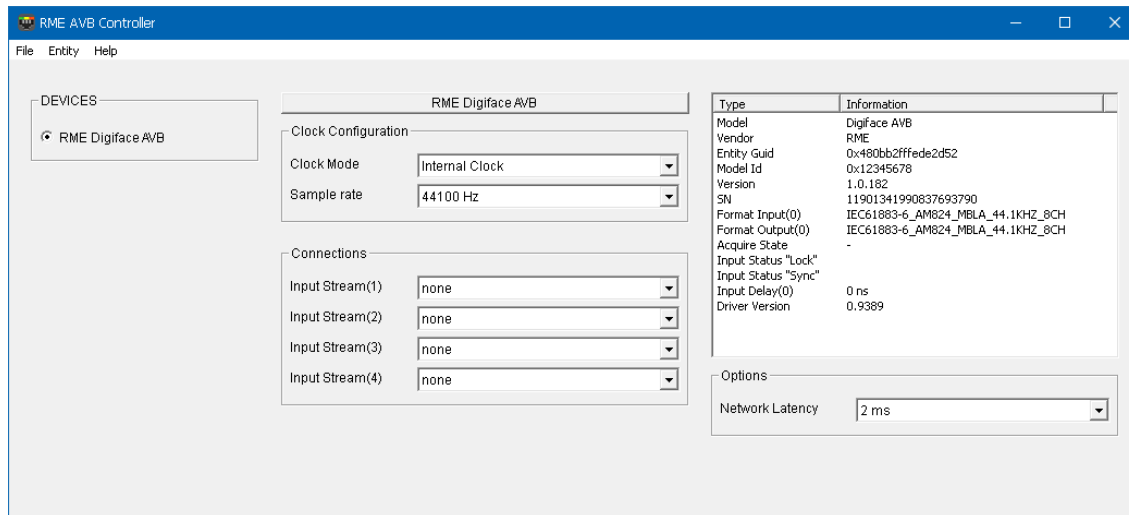 RME AVB Controller
File Entity Help
DEVICES
RME Digiface AVB
RME Digiface AVB
Clock Configuration
Clock Mode Internal Clock
Sample rate 44100 Hz
Connections
Input Stream(1) none
Input Stream(2) none
Input Stream(3) none
Input Stream(4) none
Type Information
Model Digiface AVB
Vendor RME
Entity Guid 0x480bb2fffede2d52
Model Id 0x12345678
Version 1.0.182
SN 11901341990837693790
Format Input(0) IEC61883-6_AM824_MBLA_44.1KHZ_8CH
Format Output(0) IEC61883-6_AM824_MBLA_44.1KHZ_8CH
Acquire State -
Input Status "Lock"
Input Status "Sync"
Input Delay(0) 0 ns
Driver Version 0.9389
Options
Network Latency 2 ms